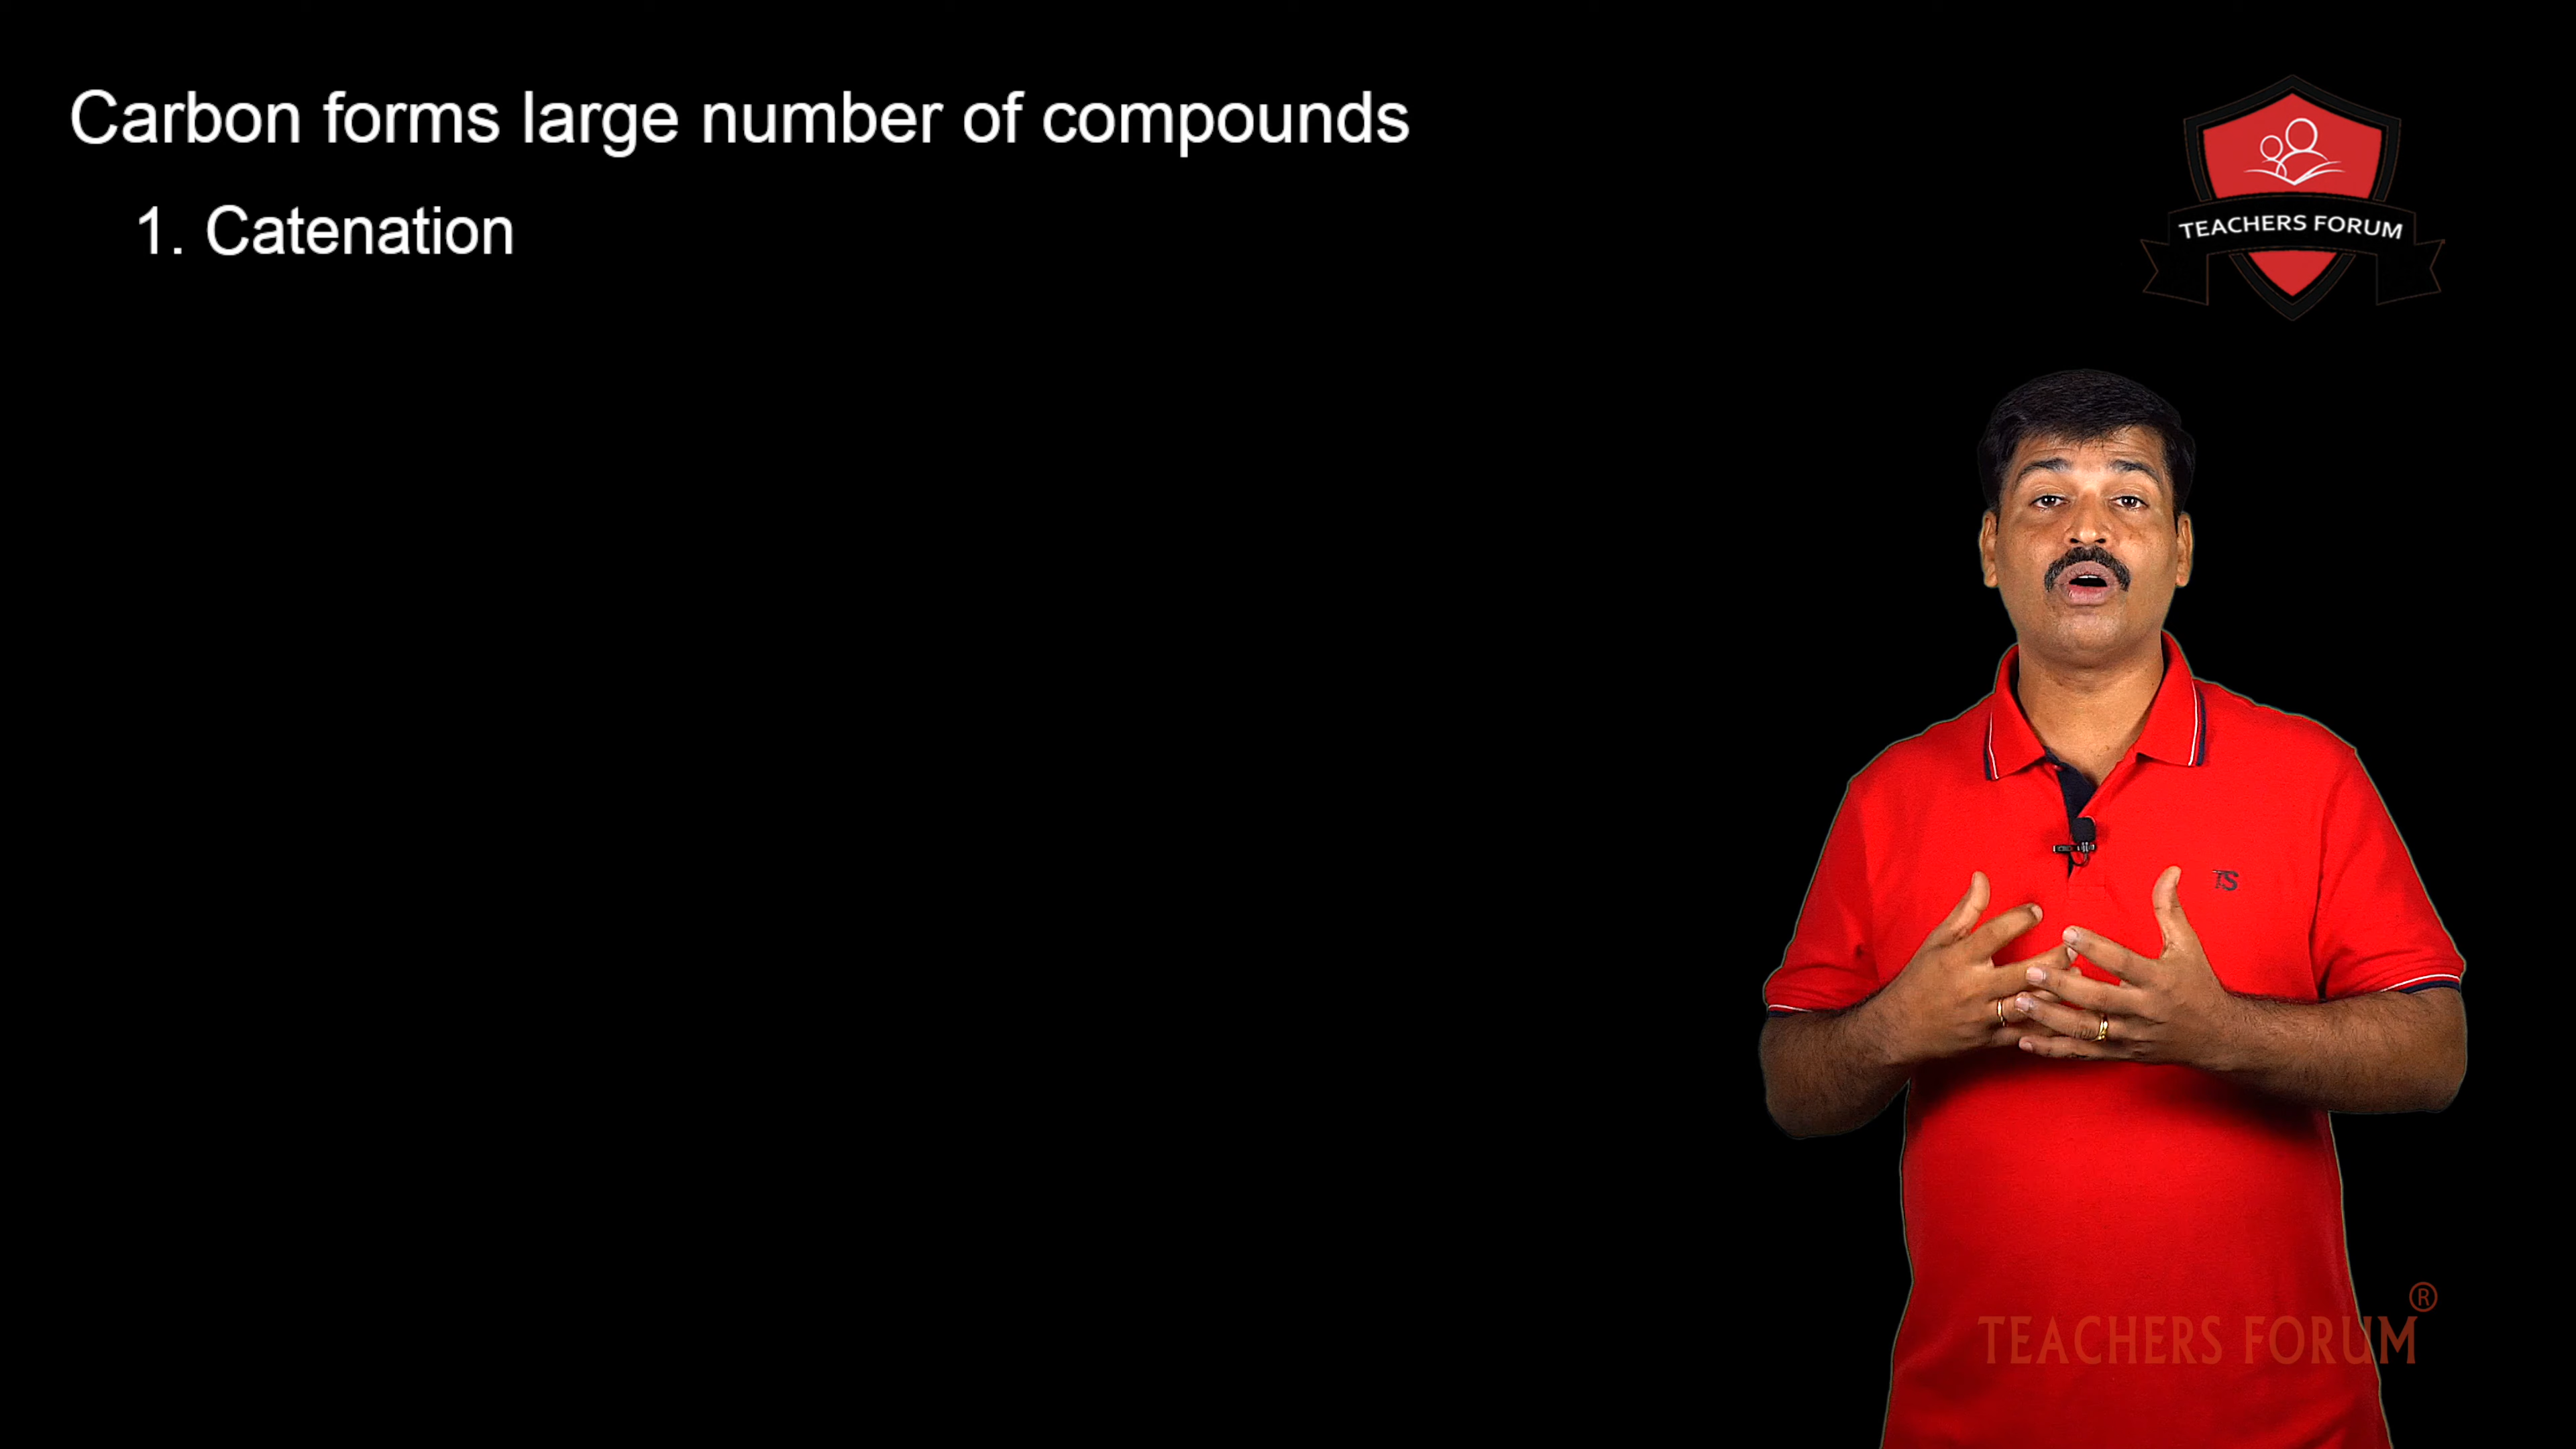 Carbon forms large number of compounds
1. Catenation
TEACHERS FORUM
TS
TEACHERS FORUM®